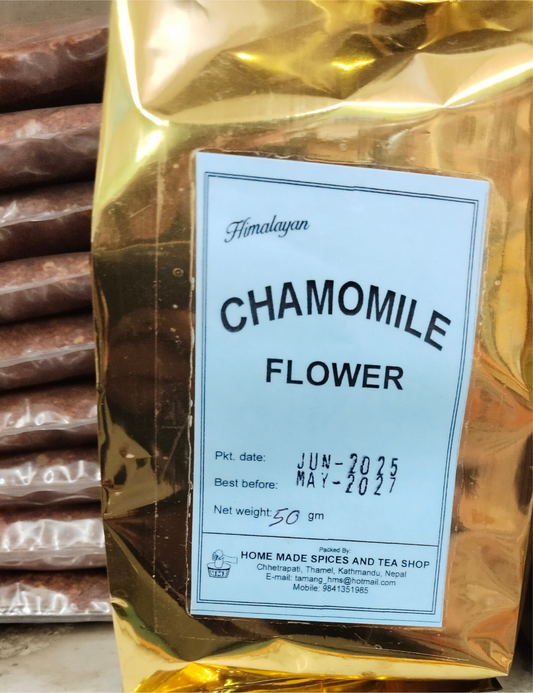 Himalayan
CHAMOMILE
FLOWER
Pkt. date: JUN-2025
Best before: MAY-2027
Net weight: 50 gm
Packed By:
HOME MADE SPICES AND TEA SHOP
Chhetrapati, Thamel, Kathmandu, Nepal
E-mail: tamang_hms@hotmail.com
Mobile: 9841351985